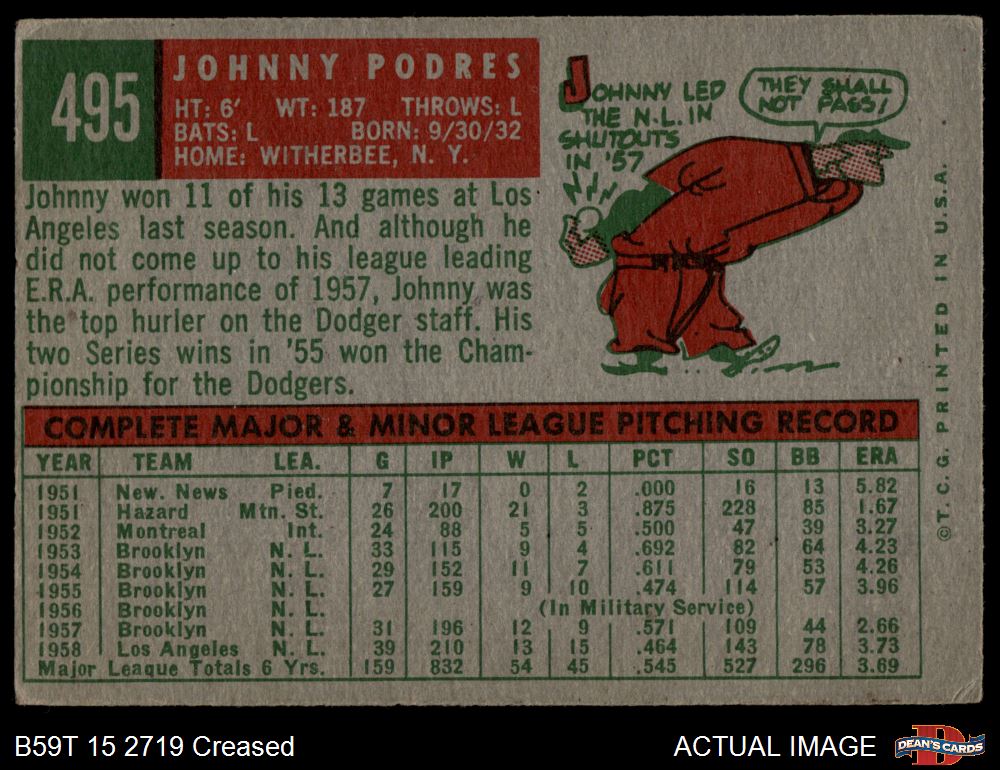 495
JOHNNY PODRES
HT: 6' WT: 187 THROWS: L
BATS: L BORN: 9/30/32
HOME: WITHERBEE, N. Y.
Johnny won 11 of his 13 games at Los
Angeles last season. And although he
did not come up to his league leading
E.R.A. performance of 1957, Johnny was
the top hurler on the Dodger staff. His
two Series wins in '55 won the Cham-
pionship for the Dodgers.
JOHNNY LED
THE N.L. IN
SHUTOUTS
IN '57
THEY SHALL
NOT PASS!
COMPLETE MAJOR & MINOR LEAGUE PITCHING RECORD
YEAR TEAM LEA. G IP W L PCT SO BB ERA
1951 New. News Pied. 7 17 0 2 .000 16 13 5.82
1951 Hazard Mtn. St. 26 200 21 3 .875 228 85 1.67
1952 Montreal Int. 24 88 5 5 .500 47 39 3.27
1953 Brooklyn N. L. 33 115 9 4 .692 82 64 4.23
1954 Brooklyn N. L. 29 152 11 7 .611 79 53 4.26
1955 Brooklyn N. L. 27 159 9 10 .474 114 57 3.96
1956 Brooklyn N. L. (In Military Service)
1957 Brooklyn N. L. 31 196 12 9 .571 109 44 2.66
1958 Los Angeles N. L. 39 210 13 15 .464 143 78 3.73
Major League Totals 6 Yrs. 159 832 54 45 .545 527 296 3.69
© T. C. G. PRINTED IN U.S.A.
B59T 15 2719 Creased
ACTUAL IMAGE
DEAN'S CARDS